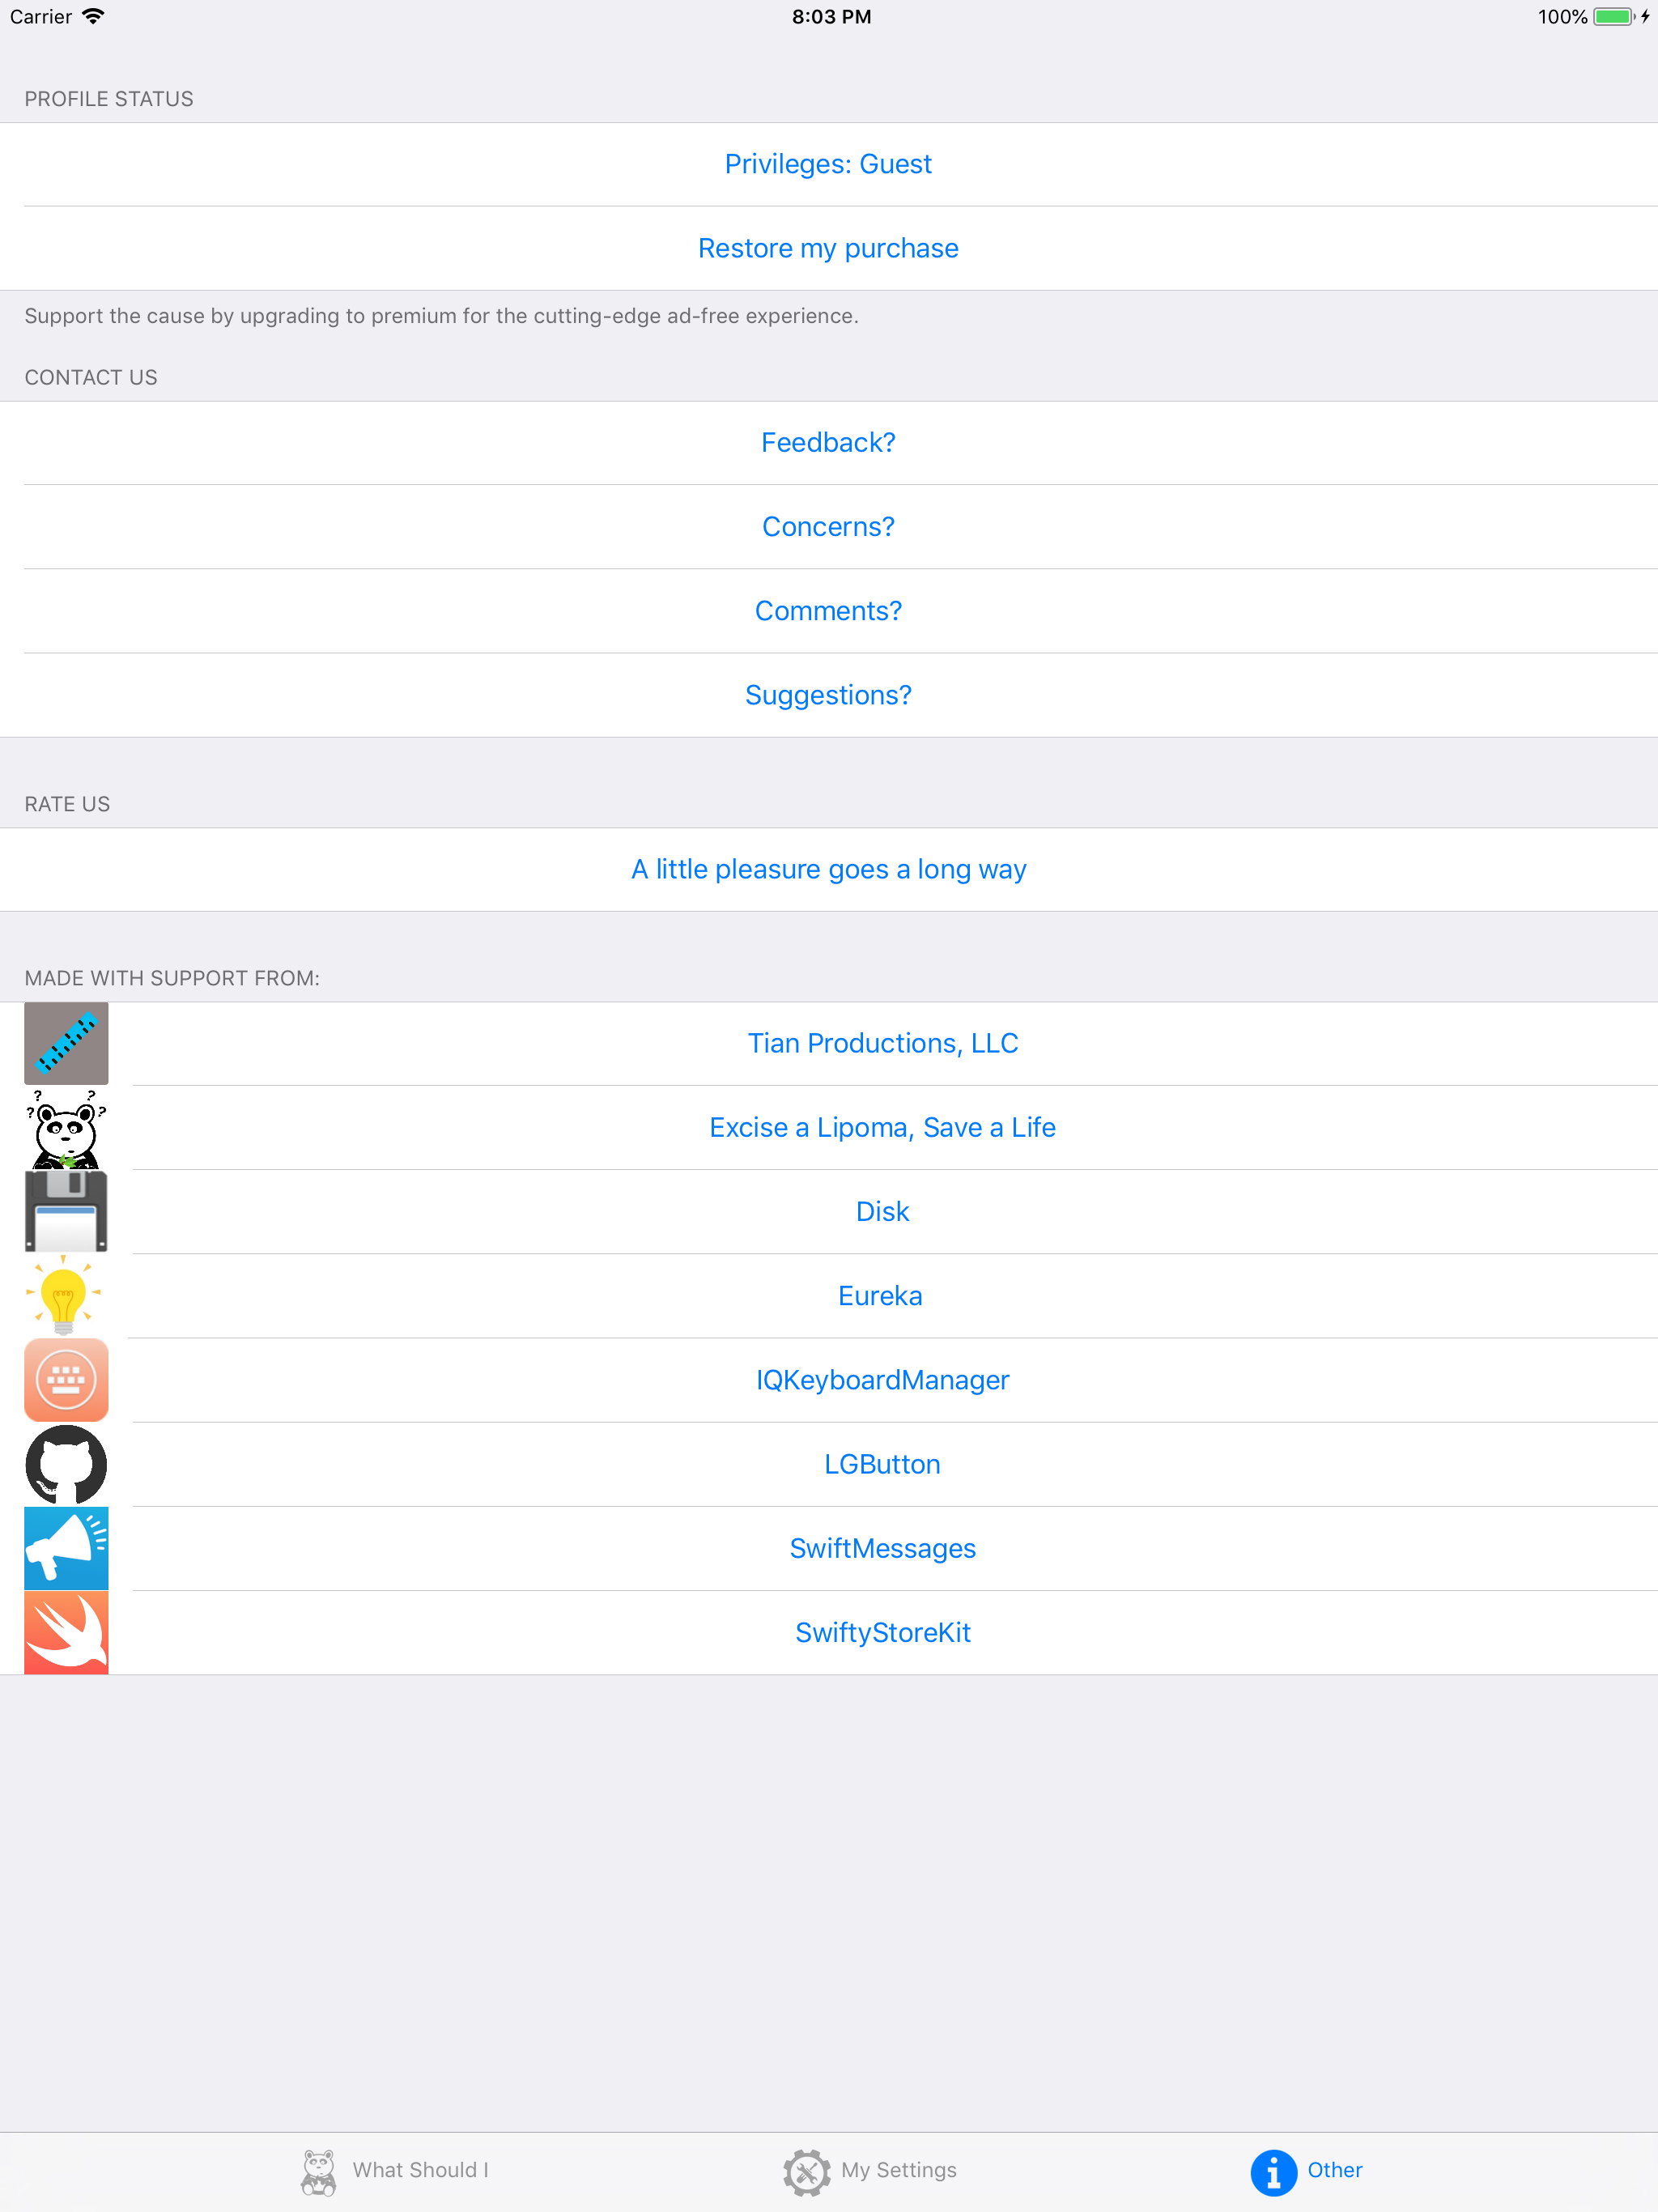 Carrier 8:03 PM 100%
PROFILE STATUS
Privileges: Guest
Restore my purchase
Support the cause by upgrading to premium for the cutting-edge ad-free experience.
CONTACT US
Feedback?
Concerns?
Comments?
Suggestions?
RATE US
A little pleasure goes a long way
MADE WITH SUPPORT FROM:
Tian Productions, LLC
? ? ? ?
Excise a Lipoma, Save a Life
Disk
Eureka
IQKeyboardManager
LGButton
SwiftMessages
SwiftyStoreKit
What Should I My Settings Other